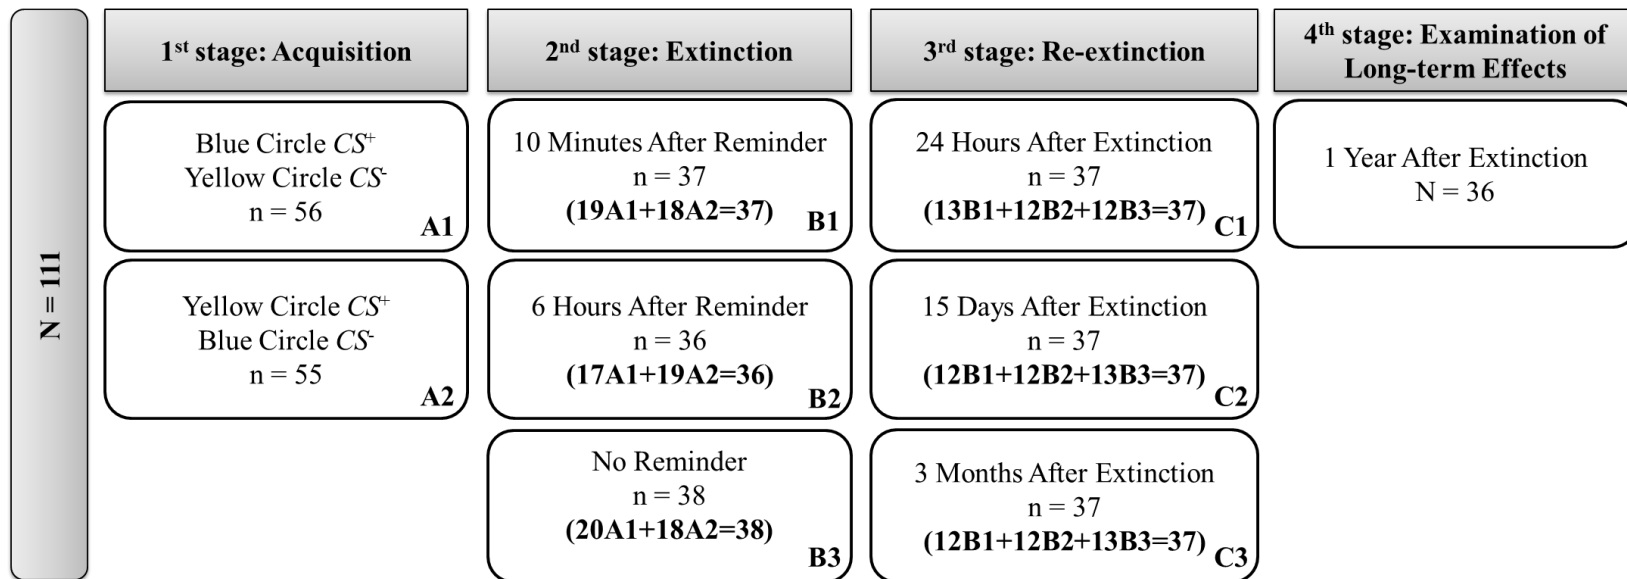 N = 111
1st stage: Acquisition
Blue Circle CS+
Yellow Circle CS-
n = 56
A1
Yellow Circle CS+
Blue Circle CS-
n = 55
A2
2nd stage: Extinction
10 Minutes After Reminder
n = 37
(19A1+18A2=37)
B1
6 Hours After Reminder
n = 36
(17A1+19A2=36)
B2
No Reminder
n = 38
(20A1+18A2=38)
B3
3rd stage: Re-extinction
24 Hours After Extinction
n = 37
(13B1+12B2+12B3=37)
C1
15 Days After Extinction
n = 37
(12B1+12B2+13B3=37)
C2
3 Months After Extinction
n = 37
(12B1+12B2+13B3=37)
C3
4th stage: Examination of
Long-term Effects
1 Year After Extinction
N = 36